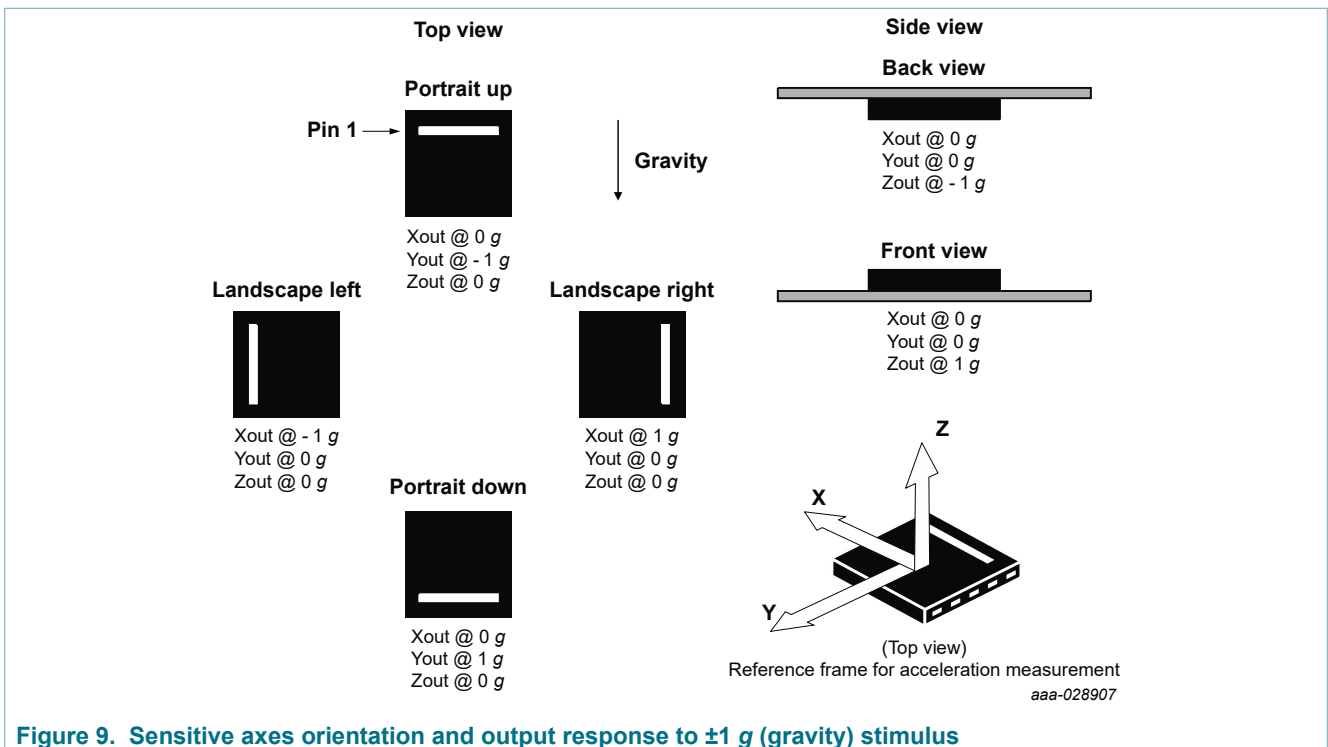 Top view
Side view
Back view
Portrait up
Pin 1
Gravity
Xout @ 0 g
Yout @ 0 g
Zout @ - 1 g
Xout @ 0 g
Yout @ - 1 g
Zout @ 0 g
Front view
Landscape left
Landscape right
Xout @ 0 g
Yout @ 0 g
Zout @ 1 g
Xout @ - 1 g
Yout @ 0 g
Zout @ 0 g
Xout @ 1 g
Yout @ 0 g
Zout @ 0 g
Portrait down
Xout @ 0 g
Yout @ 1 g
Zout @ 0 g
Z
X
Y
(Top view)
Reference frame for acceleration measurement
aaa-028907
Figure 9. Sensitive axes orientation and output response to ±1 g (gravity) stimulus